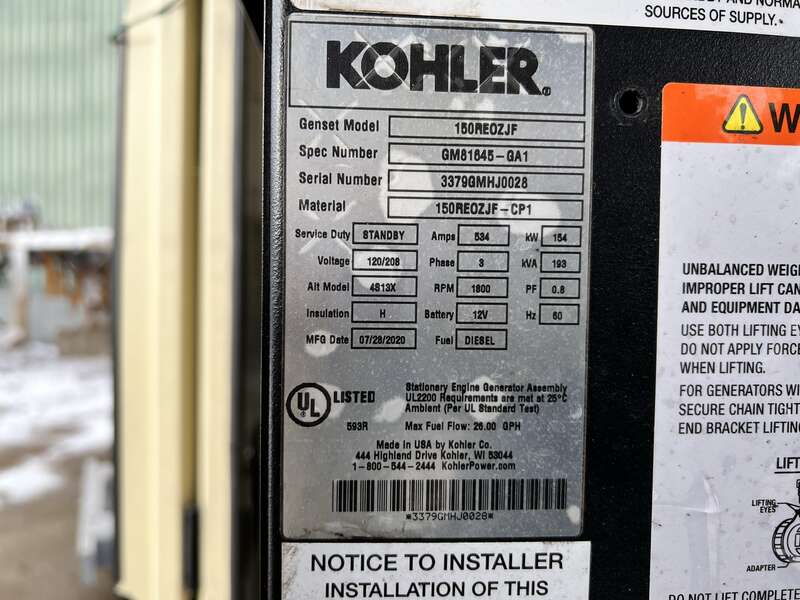 SOURCES OF SUPPLY.
KOHLER®
Genset Model 150REOZJF
Spec Number GM81645-GA1
Serial Number 3379GMHJ0028
Material 150REOZJF-CP1
Service Duty STANDBY Amps 534 kW 154
Voltage 120/208 Phase 3 kVA 193
Alt Model 4S13X RPM 1800 PF 0.8
Insulation H Battery 12V Hz 60
MFG Date 07/28/2020 Fuel DIESEL
UL LISTED
593R
Stationary Engine Generator Assembly
UL2200 Requirements are met at 25°C
Ambient (Per UL Standard Test)
Max Fuel Flow: 26.00 GPH
Made in USA by Kohler Co.
444 Highland Drive Kohler, WI 53044
1-800-544-2444 KohlerPower.com
*3379GMHJ0028*
NOTICE TO INSTALLER
INSTALLATION OF THIS
W
UNBALANCED WEIG
IMPROPER LIFT CAN
AND EQUIPMENT DA
USE BOTH LIFTING EY
DO NOT APPLY FORCE
WHEN LIFTING.
FOR GENERATORS WI
SECURE CHAIN TIGHT
END BRACKET LIFTING
LIFT
LIFTING
EYES
ADAPTER
DO NOT LIFT COMPLETE